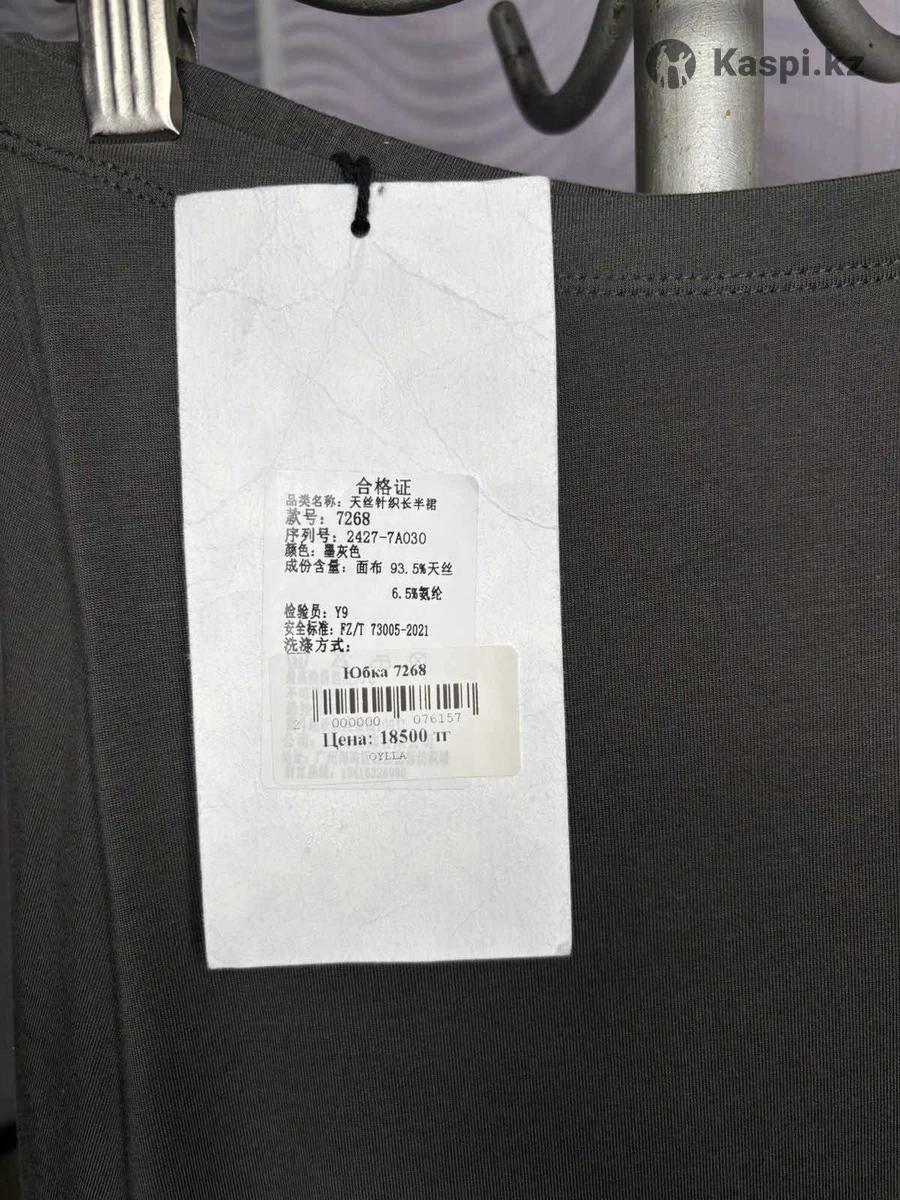 Kaspi.kz
合格证
品类名称: 天丝针织长半裙
款号: 7268
序列号: 2427-7A030
颜色: 墨灰色
成份含量: 面布 93.5%天丝
6.5%氨纶
检验员: Y9
安全标准: FZ/T 73005-2021
洗涤方式:
Юбка 7268
2 000000 076157
Цена: 18500 тг
OYLLA